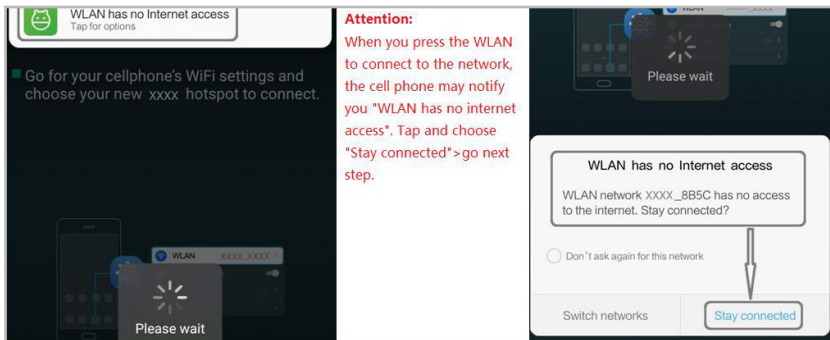 WLAN has no Internet access
Tap for options
Go for your cellphone's WiFi settings and
choose your new xxxx hotspot to connect.
WLAN XXXX_XXXX
Please wait
Attention:
When you press the WLAN
to connect to the network,
the cell phone may notify
you "WLAN has no internet
access". Tap and choose
"Stay connected">go next
step.
WLAN
Please wait
WLAN has no Internet access
WLAN network XXXX_8B5C has no access
to the internet. Stay connected?
Don't ask again for this network
Switch networks
Stay connected